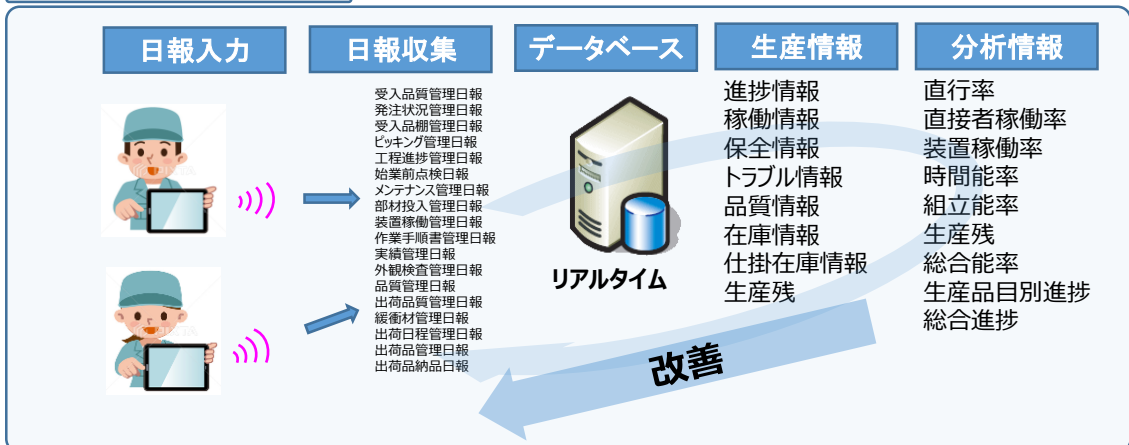 日報入力
日報収集
データベース
生産情報
分析情報
受入品質管理日報
発注状況管理日報
受入品棚管理日報
ピッキング管理日報
工程進捗管理日報
始業前点検日報
メンテナンス管理日報
部材投入管理日報
装置稼働管理日報
作業手順書管理日報
実績管理日報
外観検査管理日報
品質管理日報
出荷品質管理日報
緩衝材管理日報
出荷日程管理日報
出荷品管理日報
出荷品納品日報
リアルタイム
進捗情報
稼働情報
保全情報
トラブル情報
品質情報
在庫情報
仕掛在庫情報
生産残
直行率
直接者稼働率
装置稼働率
時間能率
組立能率
生産残
総合能率
生産品目別進捗
総合進捗
改善